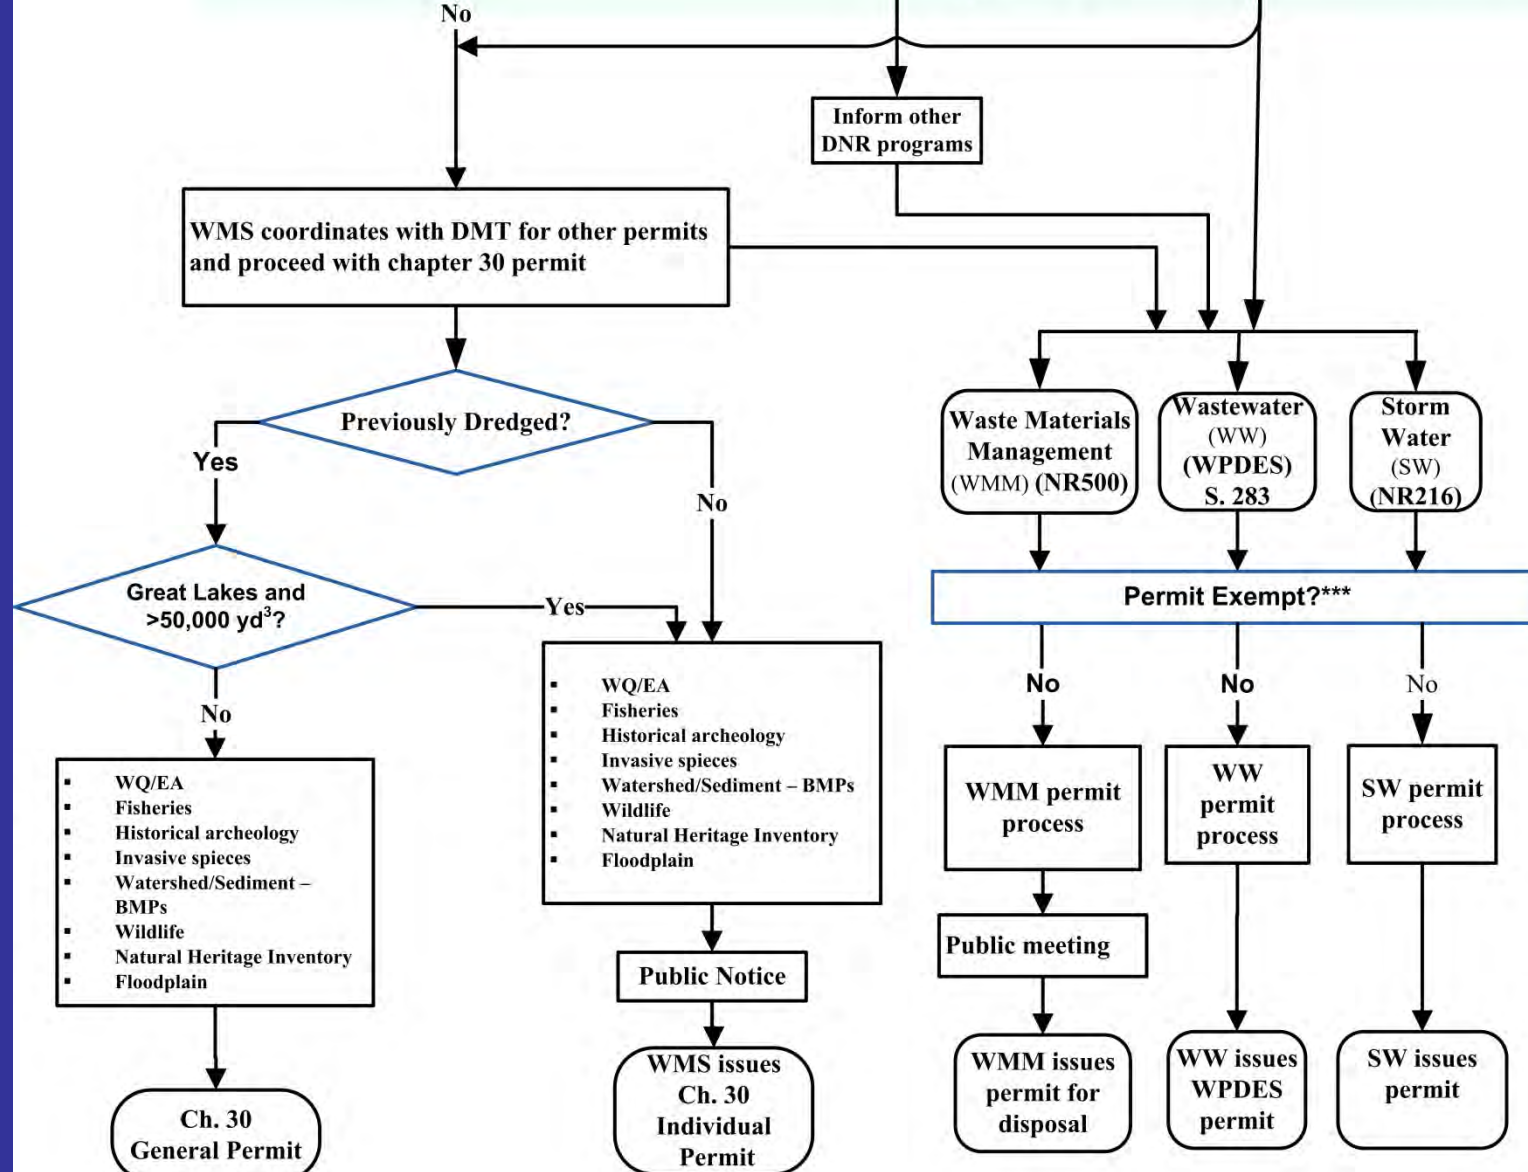 No
Inform other
DNR programs
WMS coordinates with DMT for other permits
and proceed with chapter 30 permit
Previously Dredged?
Yes
No
Great Lakes and
>50,000 yd³?
Yes
No
▪ WQ/EA
▪ Fisheries
▪ Historical archeology
▪ Invasive spieces
▪ Watershed/Sediment –
BMPs
▪ Wildlife
▪ Natural Heritage Inventory
▪ Floodplain
Ch. 30
General Permit
▪ WQ/EA
▪ Fisheries
▪ Historical archeology
▪ Invasive spieces
▪ Watershed/Sediment – BMPs
▪ Wildlife
▪ Natural Heritage Inventory
▪ Floodplain
Public Notice
WMS issues
Ch. 30
Individual
Permit
Waste Materials
Management
(WMM) (NR500)
Wastewater
(WW)
(WPDES)
S. 283
Storm
Water
(SW)
(NR216)
Permit Exempt?***
No
No
No
WMM permit
process
WW
permit
process
SW permit
process
Public meeting
WMM issues
permit for
disposal
WW issues
WPDES
permit
SW issues
permit